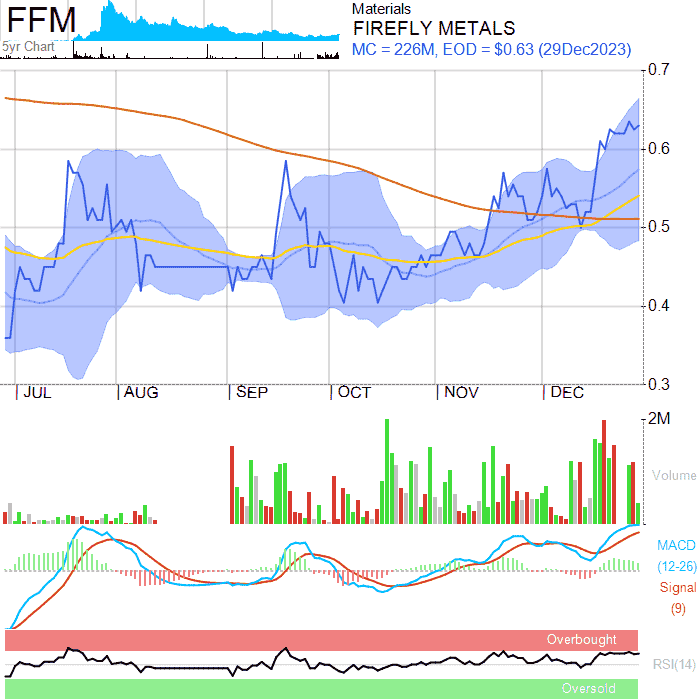 FFM
5yr Chart
Materials
FIREFLY METALS
MC = 226M, EOD = $0.63 (29Dec2023)
0.7
0.6
0.5
0.4
0.3
JUL AUG SEP OCT NOV DEC
2M
Volume
MACD
(12-26)
Signal
(9)
Overbought
RSI(14)
Oversold